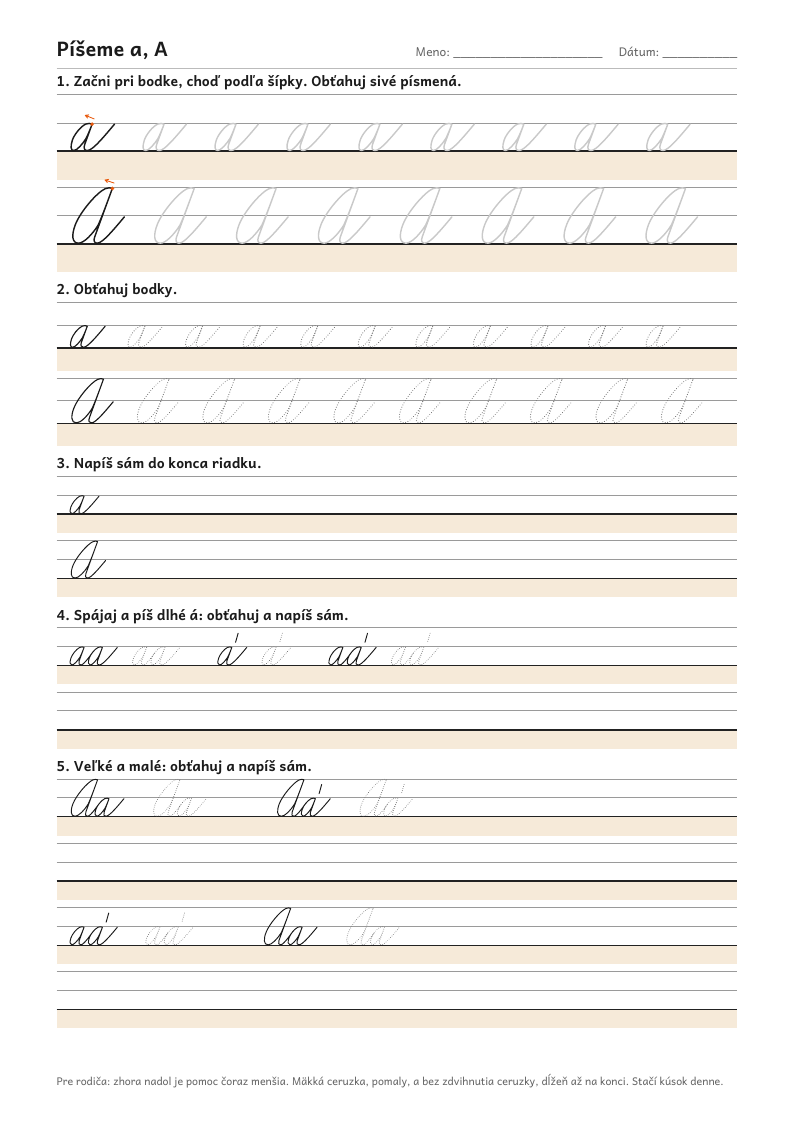 Píšeme a, A Meno: ______________________ Dátum: ___________
1. Začni pri bodke, choď podľa šípky. Obťahuj sivé písmená.
a a a a a a a a a
A A A A A A A A
2. Obťahuj bodky.
a a a a a a a a a a a
A A A A A A A A A A
3. Napíš sám do konca riadku.
a
A
4. Spájaj a píš dlhé á: obťahuj a napíš sám.
aa aa á á aá aá
5. Veľké a malé: obťahuj a napíš sám.
Aa Aa Aá Aá
aá aá Aa Aa
Pre rodiča: zhora nadol je pomoc čoraz menšia. Mäkká ceruzka, pomaly, a bez zdvihnutia ceruzky, dĺžeň až na konci. Stačí kúsok denne.